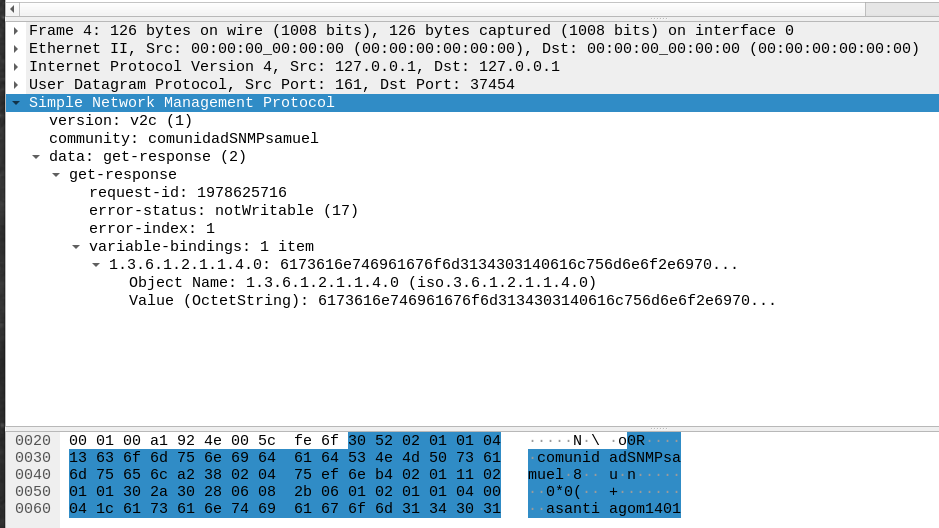 Frame 4: 126 bytes on wire (1008 bits), 126 bytes captured (1008 bits) on interface 0
Ethernet II, Src: 00:00:00_00:00:00 (00:00:00:00:00:00), Dst: 00:00:00_00:00:00 (00:00:00:00:00:00)
Internet Protocol Version 4, Src: 127.0.0.1, Dst: 127.0.0.1
User Datagram Protocol, Src Port: 161, Dst Port: 37454
Simple Network Management Protocol
version: v2c (1)
community: comunidadSNMPsamuel
data: get-response (2)
get-response
request-id: 1978625716
error-status: notWritable (17)
error-index: 1
variable-bindings: 1 item
1.3.6.1.2.1.1.4.0: 6173616e746961676f6d3134303140616c756d6e6f2e6970...
Object Name: 1.3.6.1.2.1.1.4.0 (iso.3.6.1.2.1.1.4.0)
Value (OctetString): 6173616e746961676f6d3134303140616c756d6e6f2e6970...
0020 00 01 00 a1 92 4e 00 5c fe 6f 30 52 02 01 01 04 ·····N·\ ·o0R····
0030 13 63 6f 6d 75 6e 69 64 61 64 53 4e 4d 50 73 61 ·comunid adSNMPsa
0040 6d 75 65 6c a2 38 02 04 75 ef 6e b4 02 01 11 02 muel·8·· u·n·····
0050 01 01 30 2a 30 28 06 08 2b 06 01 02 01 01 04 00 ··0*0(·· +·······
0060 04 1c 61 73 61 6e 74 69 61 67 6f 6d 31 34 30 31 ··asanti agom1401